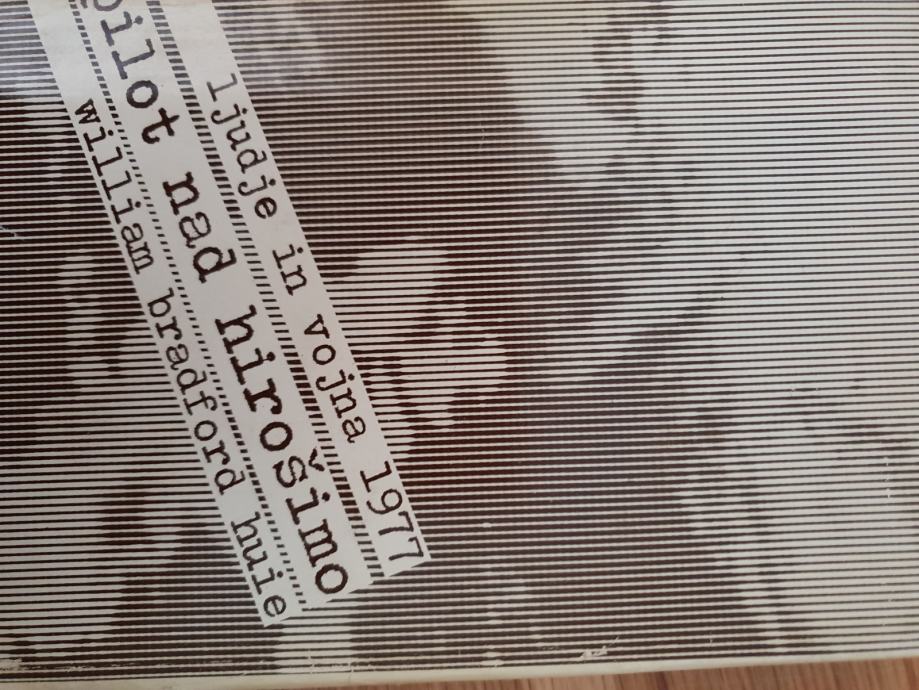 ljudje in vojna 1977
pilot nad hirošimo
william bradford huie